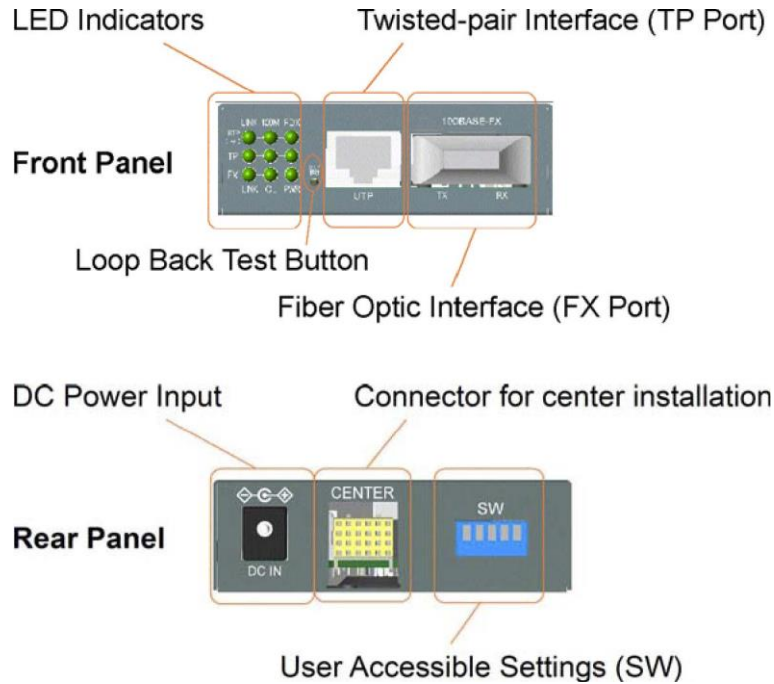 LED Indicators
Twisted-pair Interface (TP Port)
LINK 100M FDX
100BASE-FX
Front Panel
TP
FX
LINK PWR
UTP
TX RX
Loop Back Test Button
Fiber Optic Interface (FX Port)
DC Power Input
Connector for center installation
CENTER
SW
Rear Panel
DC IN
User Accessible Settings (SW)